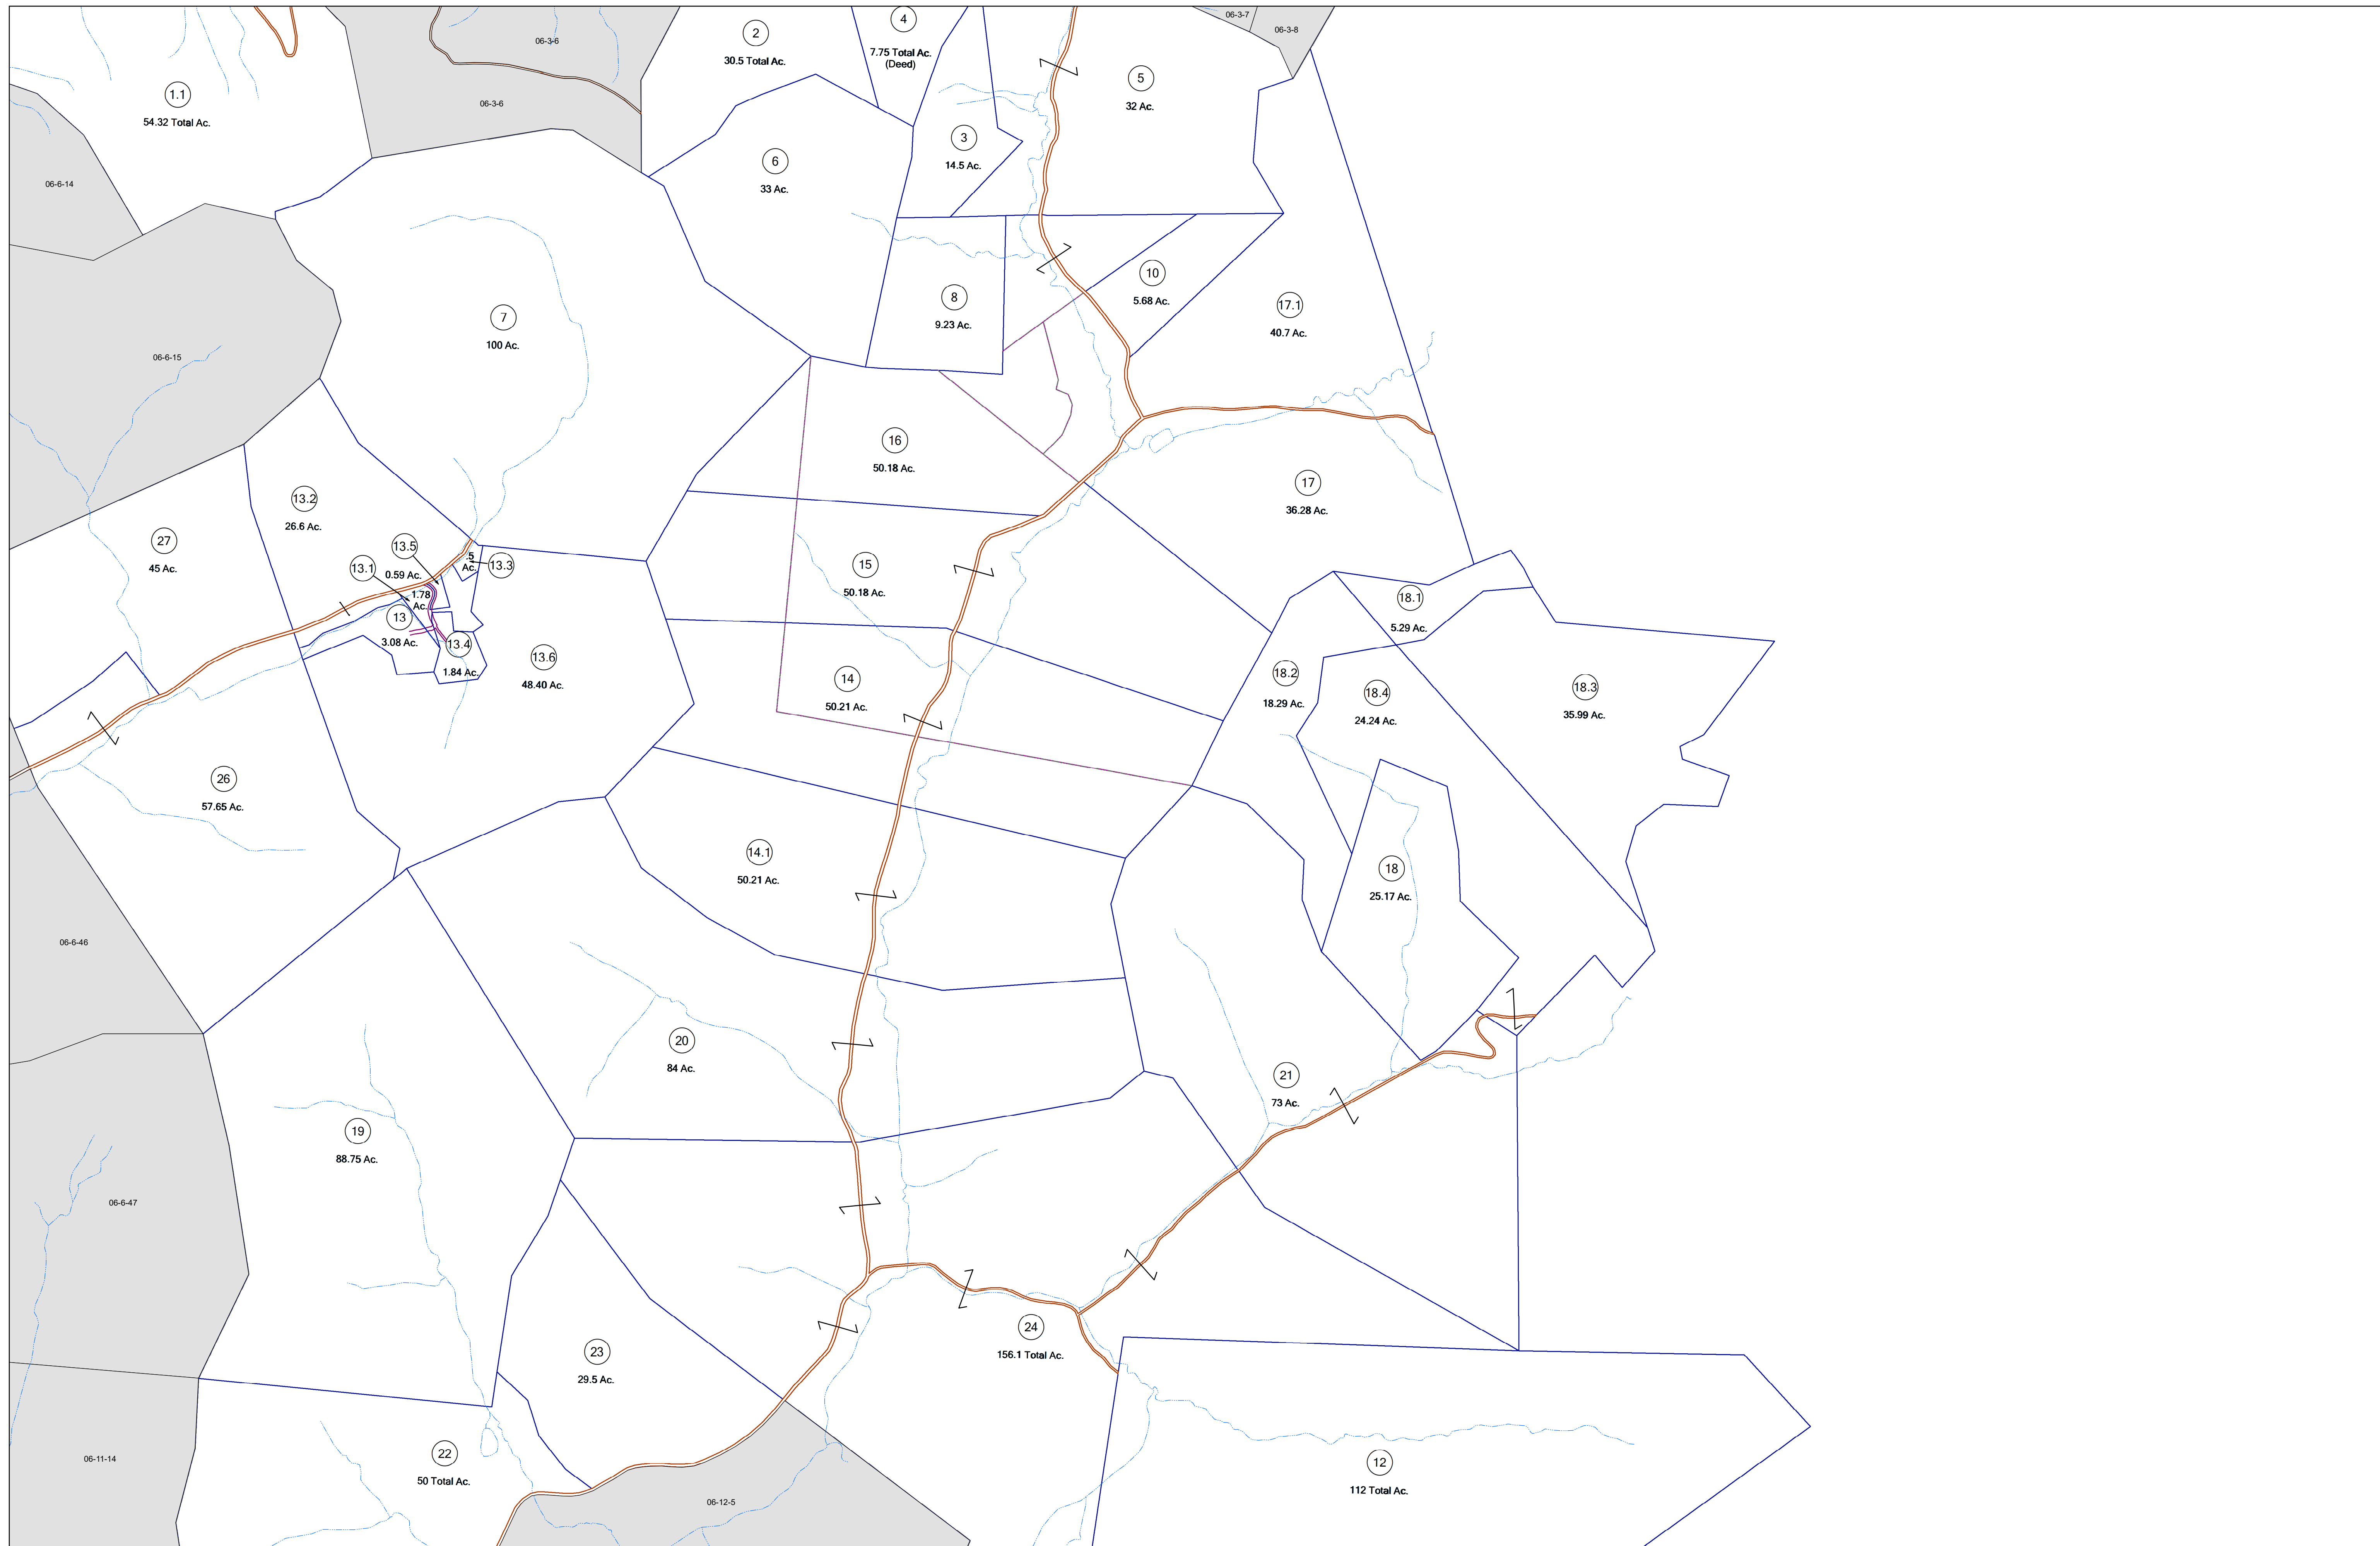 06-3-7
4
2
06-3-8
06-3-6
7.75 Total Ac.
(Deed)
30.5 Total Ac.
5
1.1
06-3-6
32 Ac.
54.32 Total Ac.
3
6
14.5 Ac.
06-6-14
33 Ac.
10
8
5.68 Ac.
17.1
7
9.23 Ac.
40.7 Ac.
100 Ac.
06-6-15
16
50.18 Ac.
17
13.2
36.28 Ac.
26.6 Ac.
27
13.5
.5
Ac.
13.3
15
45 Ac.
13.1
0.59 Ac.
50.18 Ac.
1.78
Ac.
18.1
13
5.29 Ac.
3.08 Ac.
13.4
13.6
1.84 Ac.
48.40 Ac.
14
50.21 Ac.
18.2
18.29 Ac.
18.4
24.24 Ac.
18.3
35.99 Ac.
26
57.65 Ac.
14.1
50.21 Ac.
18
25.17 Ac.
06-6-46
20
84 Ac.
21
73 Ac.
19
88.75 Ac.
06-6-47
24
156.1 Total Ac.
23
29.5 Ac.
22
50 Total Ac.
06-11-14
12
112 Total Ac.
06-12-5